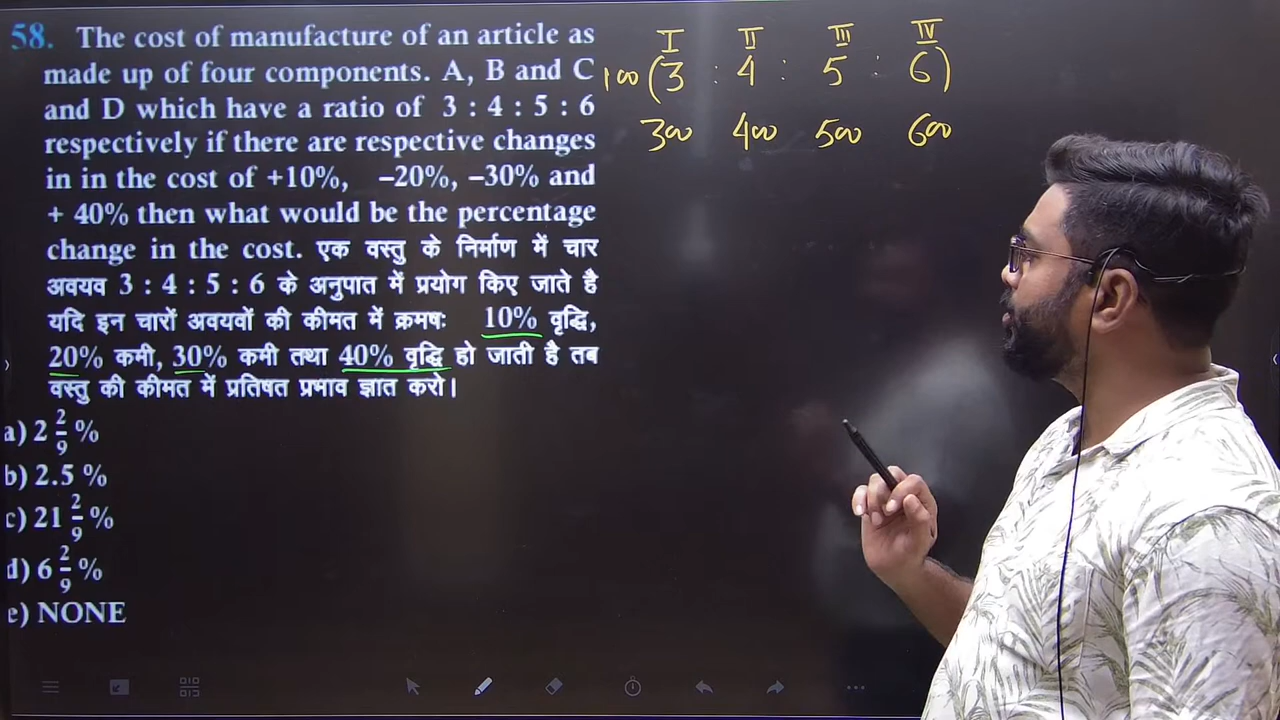 58. The cost of manufacture of an article as
made up of four components. A, B and C
and D which have a ratio of 3 : 4 : 5 : 6
respectively if there are respective changes
in in the cost of +10%, –20%, –30% and
+ 40% then what would be the percentage
change in the cost. एक वस्तु के निर्माण में चार
अवयव 3 : 4 : 5 : 6 के अनुपात में प्रयोग किए जाते है
यदि इन चारों अवयवों की कीमत में क्रमषः 10% वृद्धि,
20% कमी, 30% कमी तथा 40% वृद्धि हो जाती है तब
वस्तु की कीमत में प्रतिषत प्रभाव ज्ञात करो।
a) 2 2/9 %
b) 2.5 %
c) 21 2/9 %
d) 6 2/9 %
e) NONE
I II III IV
100 (3 : 4 : 5 : 6)
300 400 500 600